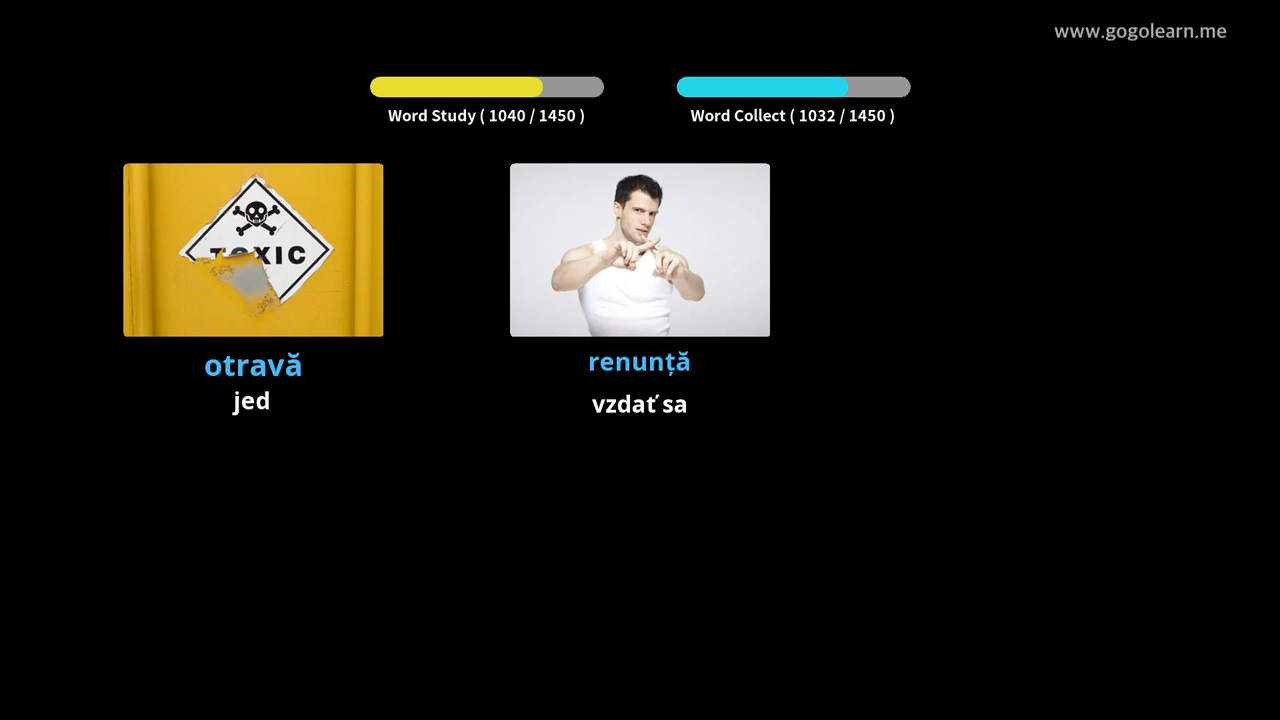 www.gogolearn.me
Word Study ( 1040 / 1450 )
Word Collect ( 1032 / 1450 )
TOXIC
otravă
jed
renunță
vzdať sa